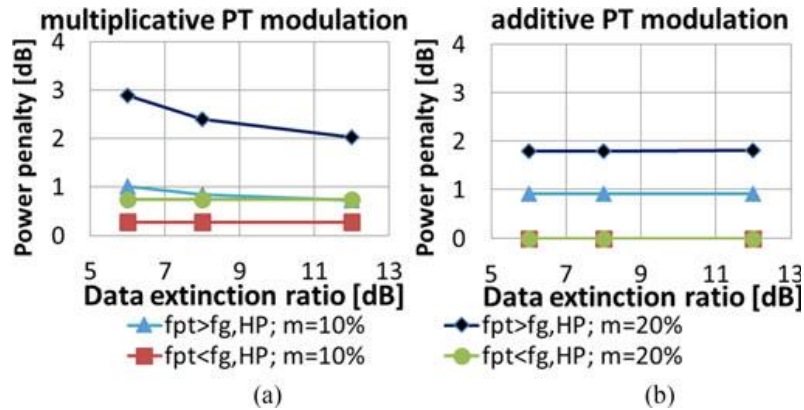 multiplicative PT modulation
Power penalty [dB]
4
3
2
1
0
5 7 9 11 13
Data extinction ratio [dB]
additive PT modulation
Power penalty [dB]
4
3
2
1
0
5 7 9 11 13
Data extinction ratio [dB]
fpt>fg,HP; m=10%
fpt>fg,HP; m=20%
fpt<fg,HP; m=10%
fpt<fg,HP; m=20%
(a)
(b)